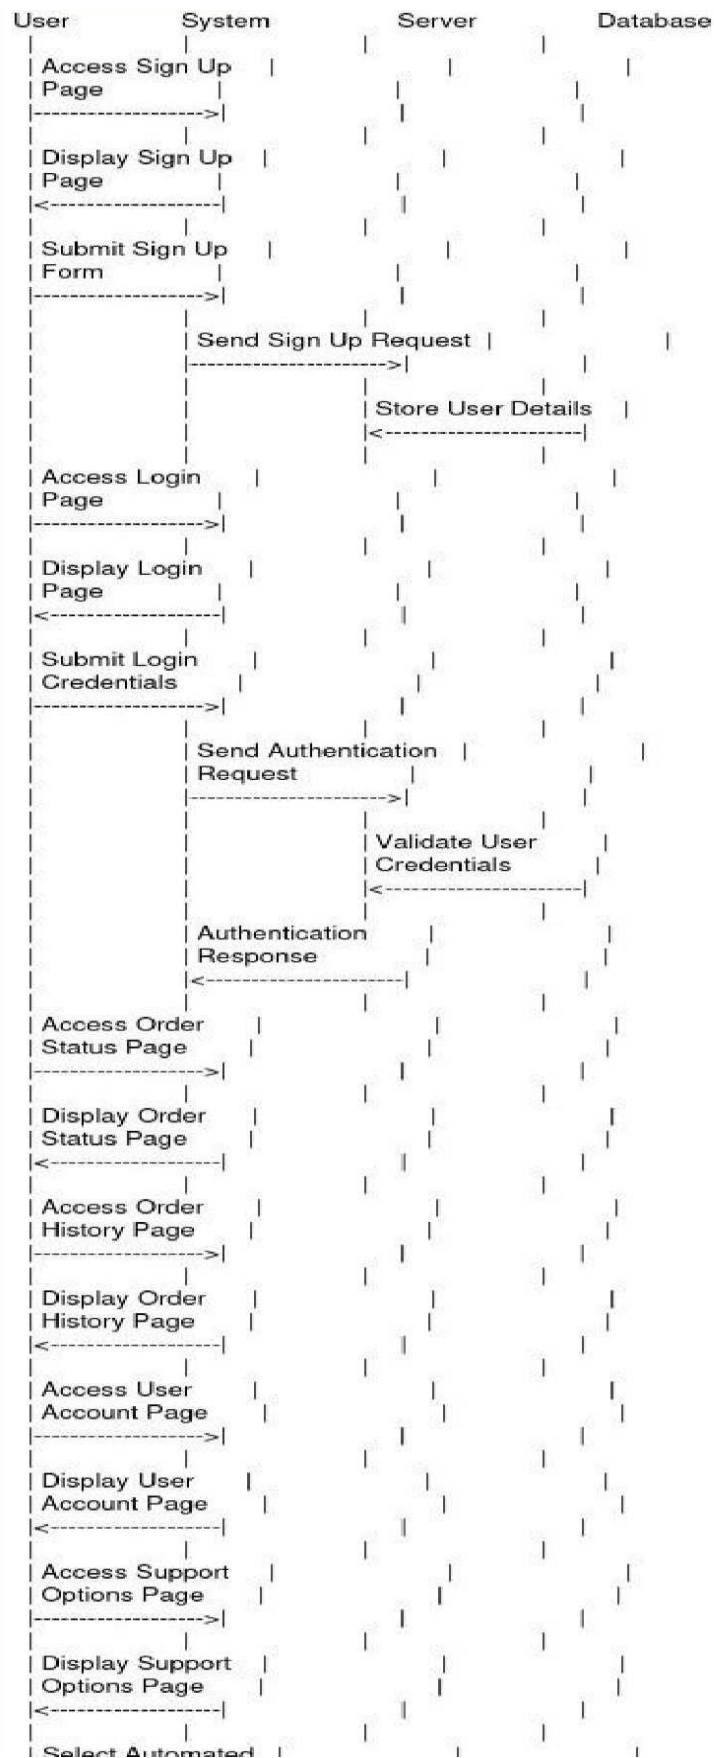 User System Server Database
Access Sign Up
Page
Display Sign Up
Page
Submit Sign Up
Form
Send Sign Up Request
Store User Details
Access Login
Page
Display Login
Page
Submit Login
Credentials
Send Authentication
Request
Validate User
Credentials
Authentication
Response
Access Order
Status Page
Display Order
Status Page
Access Order
History Page
Display Order
History Page
Access User
Account Page
Display User
Account Page
Access Support
Options Page
Display Support
Options Page
Select Automated